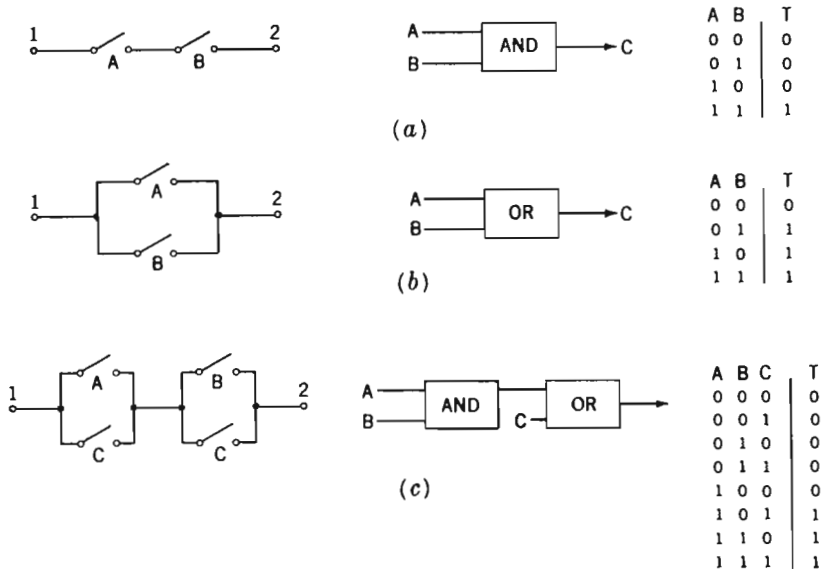 1 A B 2
A
B
AND
C
A B T
0 0 0
0 1 0
1 0 0
1 1 1
(a)
1
A
B
2
A
B
OR
C
A B T
0 0 0
0 1 1
1 0 1
1 1 1
(b)
1
A
C
B
C
2
A
B
AND
C
OR
A B C T
0 0 0 0
0 0 1 0
0 1 0 0
0 1 1 0
1 0 0 0
1 0 1 1
1 1 0 1
1 1 1 1
(c)